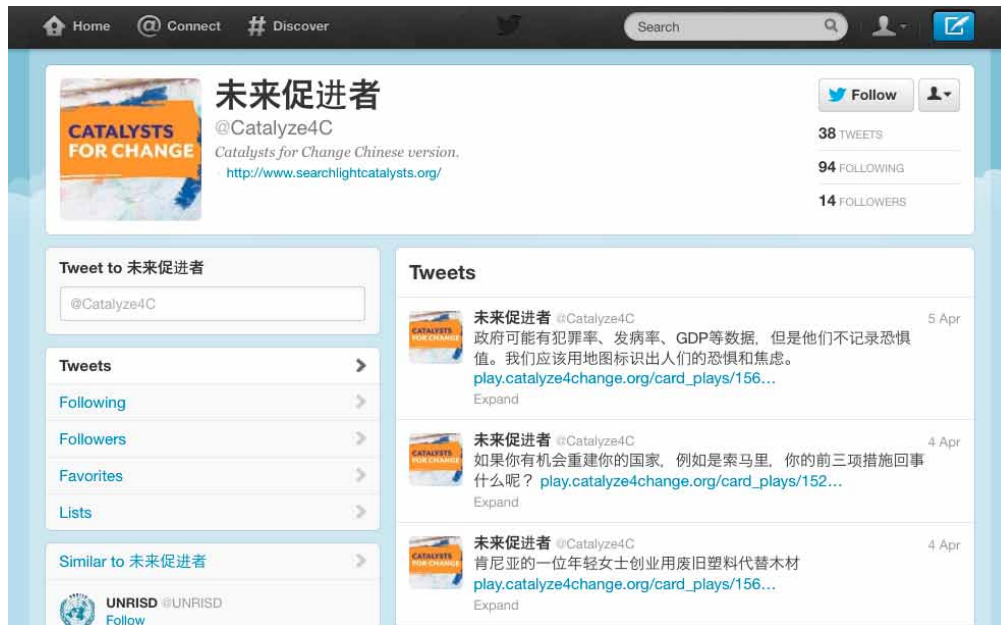 Home
Connect
Discover
Search
CATALYSTS
FOR CHANGE
未来促进者
@Catalyze4C
Catalysts for Change Chinese version.
http://www.searchlightcatalysts.org/
Follow
38 TWEETS
94 FOLLOWING
14 FOLLOWERS
Tweet to 未来促进者
@Catalyze4C
Tweets
Following
Followers
Favorites
Lists
Similar to 未来促进者
UNRISD @UNRISD
Follow
Tweets
CATALYSTS
FOR CHANGE
未来促进者 @Catalyze4C
5 Apr
政府可能有犯罪率、发病率、GDP等数据,但是他们不记录恐惧
值。我们应该用地图标识出人们的恐惧和焦虑。
play.catalyze4change.org/card_plays/156...
Expand
CATALYSTS
FOR CHANGE
未来促进者 @Catalyze4C
4 Apr
如果你有机会重建你的国家,例如是索马里,你的前三项措施回事
什么呢?play.catalyze4change.org/card_plays/152...
Expand
CATALYSTS
FOR CHANGE
未来促进者 @Catalyze4C
4 Apr
肯尼亚的一位年轻女士创业用废旧塑料代替木材
play.catalyze4change.org/card_plays/156...
Expand